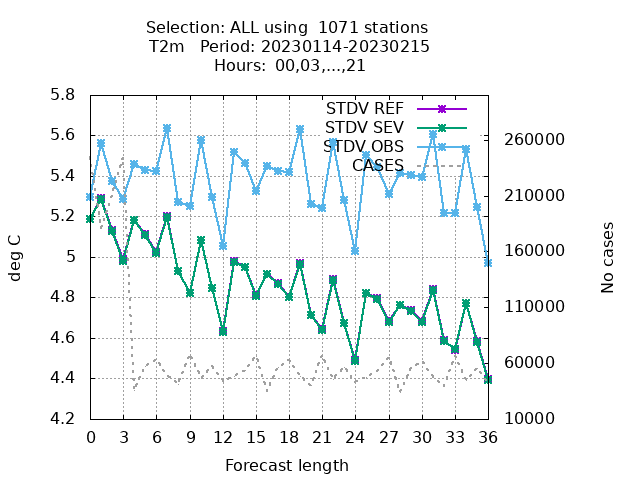 Selection: ALL using  1071 stations
T2m   Period: 20230114-20230215
Hours: 00,03,...,21
STDV REF
STDV SEV
STDV OBS
CASES
5.8
5.6
5.4
5.2
5
4.8
4.6
4.4
4.2
deg C
260000
210000
160000
110000
60000
10000
No cases
0 3 6 9 12 15 18 21 24 27 30 33 36
Forecast length